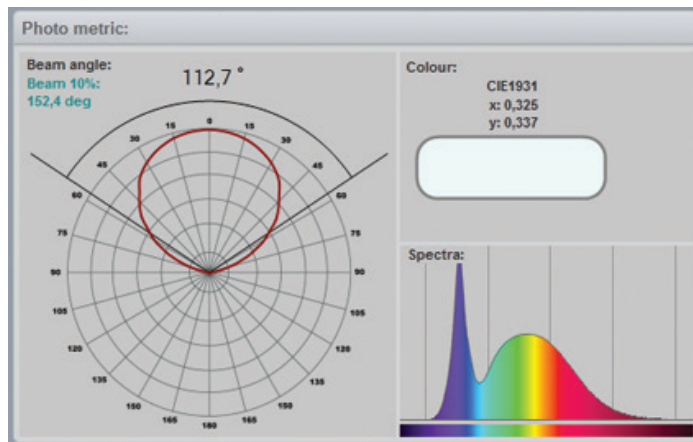 Photo metric:
Beam angle:
Beam 10%:
152,4 deg
112,7 °
0
15
15
30
30
45
45
60
60
75
75
90
90
105
105
120
120
135
135
150
150
165
165
180
Colour:
CIE1931
x: 0,325
y: 0,337
Spectra: